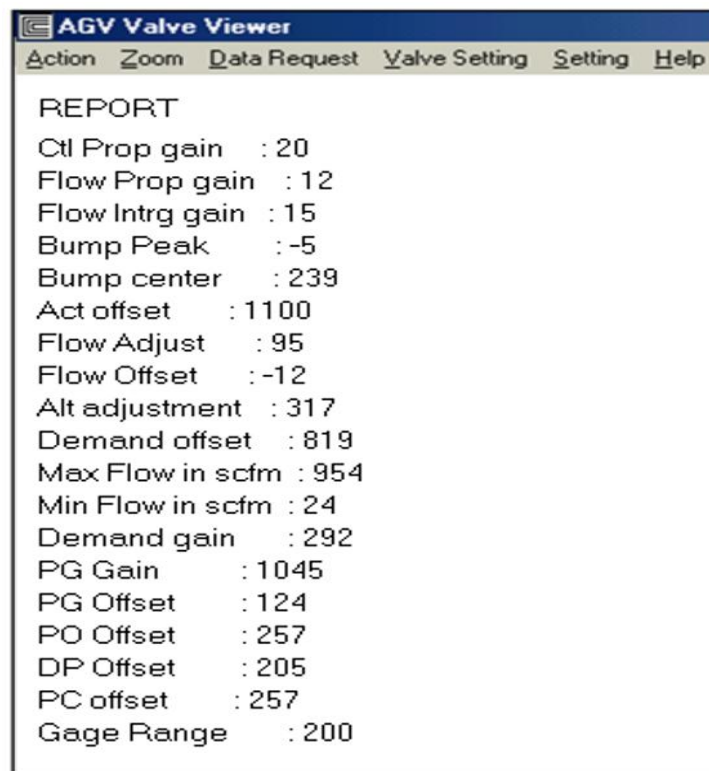 AGV Valve Viewer
Action Zoom Data Request Valve Setting Setting Help
REPORT
Ctl Prop gain : 20
Flow Prop gain : 12
Flow Intrg gain : 15
Bump Peak : -5
Bump center : 239
Act offset : 1100
Flow Adjust : 95
Flow Offset : -12
Alt adjustment : 317
Demand offset : 819
Max Flow in scfm : 954
Min Flow in scfm : 24
Demand gain : 292
PG Gain : 1045
PG Offset : 124
PO Offset : 257
DP Offset : 205
PC offset : 257
Gage Range : 200